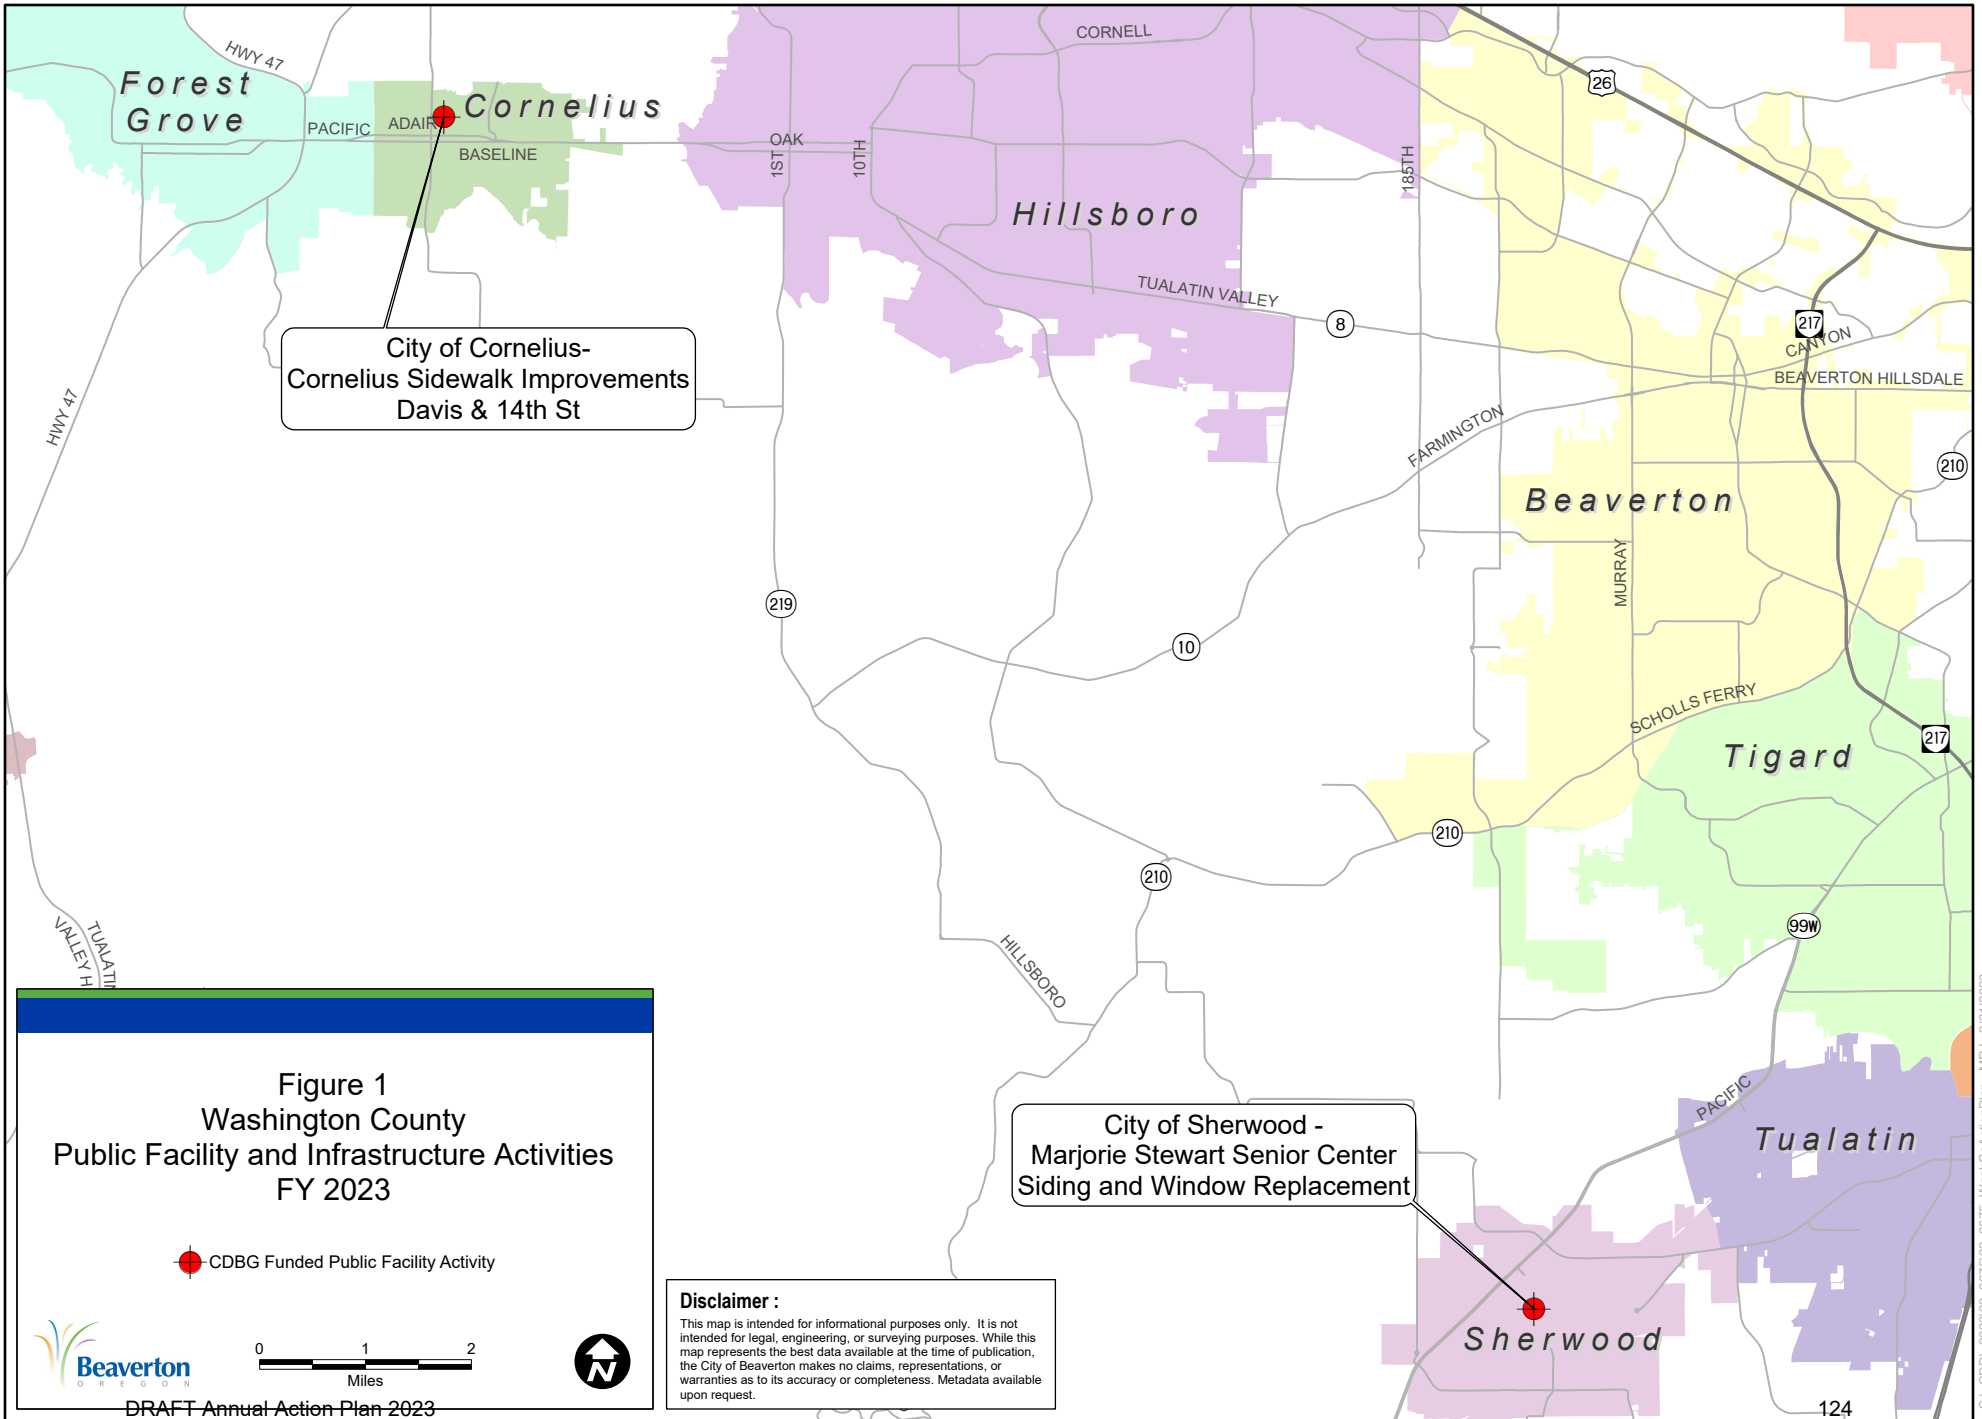 CORNELL
HWY 47
Forest
Grove
Cornelius
PACIFIC
ADAIR
BASELINE
OAK
1ST
10TH
185TH
26
Hillsboro
TUALATIN VALLEY
8
217
CANYON
BEAVERTON HILLSDALE
City of Cornelius-
Cornelius Sidewalk Improvements
Davis & 14th St
HWY 47
FARMINGTON
210
Beaverton
MURRAY
219
10
SCHOLLS FERRY
Tigard
217
210
210
99W
TUALATIN
VALLEY H
HILLSBORO
PACIFIC
Tualatin
City of Sherwood -
Marjorie Stewart Senior Center
Siding and Window Replacement
Sherwood
Figure 1
Washington County
Public Facility and Infrastructure Activities
FY 2023
CDBG Funded Public Facility Activity
Beaverton
OREGON
0 1 2
Miles
N
Disclaimer :
This map is intended for informational purposes only. It is not
intended for legal, engineering, or surveying purposes. While this
map represents the best data available at the time of publication,
the City of Beaverton makes no claims, representations, or
warranties as to its accuracy or completeness. Metadata available
upon request.
DRAFT Annual Action Plan 2023
124